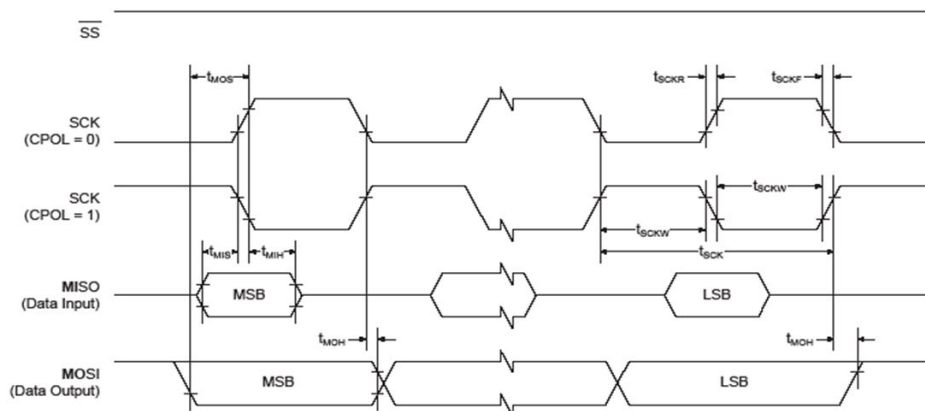 SS
tMOS
tSCKR
tSCKF
SCK
(CPOL = 0)
SCK
(CPOL = 1)
tSCKW
tSCKW
tSCK
tMIS
tMIH
MISO
(Data Input)
MSB
LSB
tMOH
tMOH
MOSI
(Data Output)
MSB
LSB